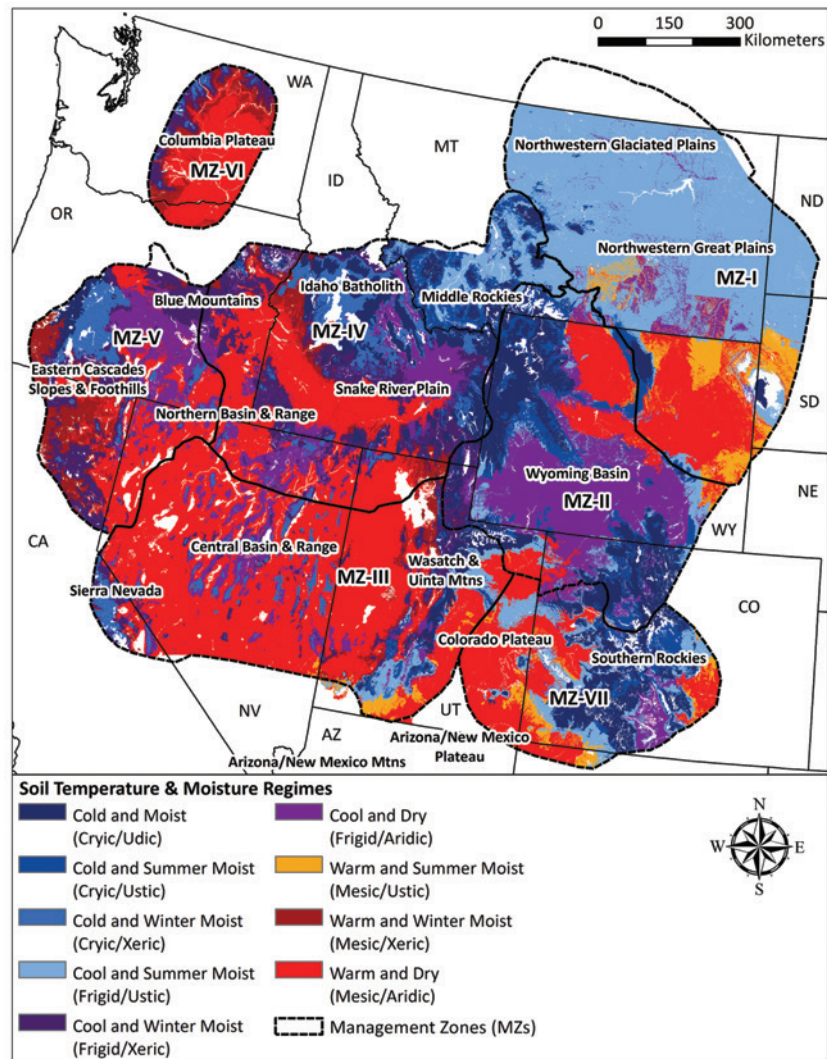 0 150 300
Kilometers
WA
Columbia Plateau
MZ-VI
MT
Northwestern Glaciated Plains
ID
ND
OR
Northwestern Great Plains
MZ-I
Blue Mountains
Idaho Batholith
Middle Rockies
MZ-V
MZ-IV
Eastern Cascades
Slopes & Foothills
Snake River Plain
SD
Northern Basin & Range
Wyoming Basin
MZ-II
NE
WY
CA
Central Basin & Range
MZ-III
Wasatch &
Uinta Mtns
Sierra Nevada
CO
Colorado Plateau
Southern Rockies
MZ-VII
NV
UT
AZ
Arizona/New Mexico
Plateau
Arizona/New Mexico Mtns
Soil Temperature & Moisture Regimes
Cold and Moist
(Cryic/Udic)
Cold and Summer Moist
(Cryic/Ustic)
Cold and Winter Moist
(Cryic/Xeric)
Cool and Summer Moist
(Frigid/Ustic)
Cool and Winter Moist
(Frigid/Xeric)
Cool and Dry
(Frigid/Aridic)
Warm and Summer Moist
(Mesic/Ustic)
Warm and Winter Moist
(Mesic/Xeric)
Warm and Dry
(Mesic/Aridic)
Management Zones (MZs)
N
W E
S